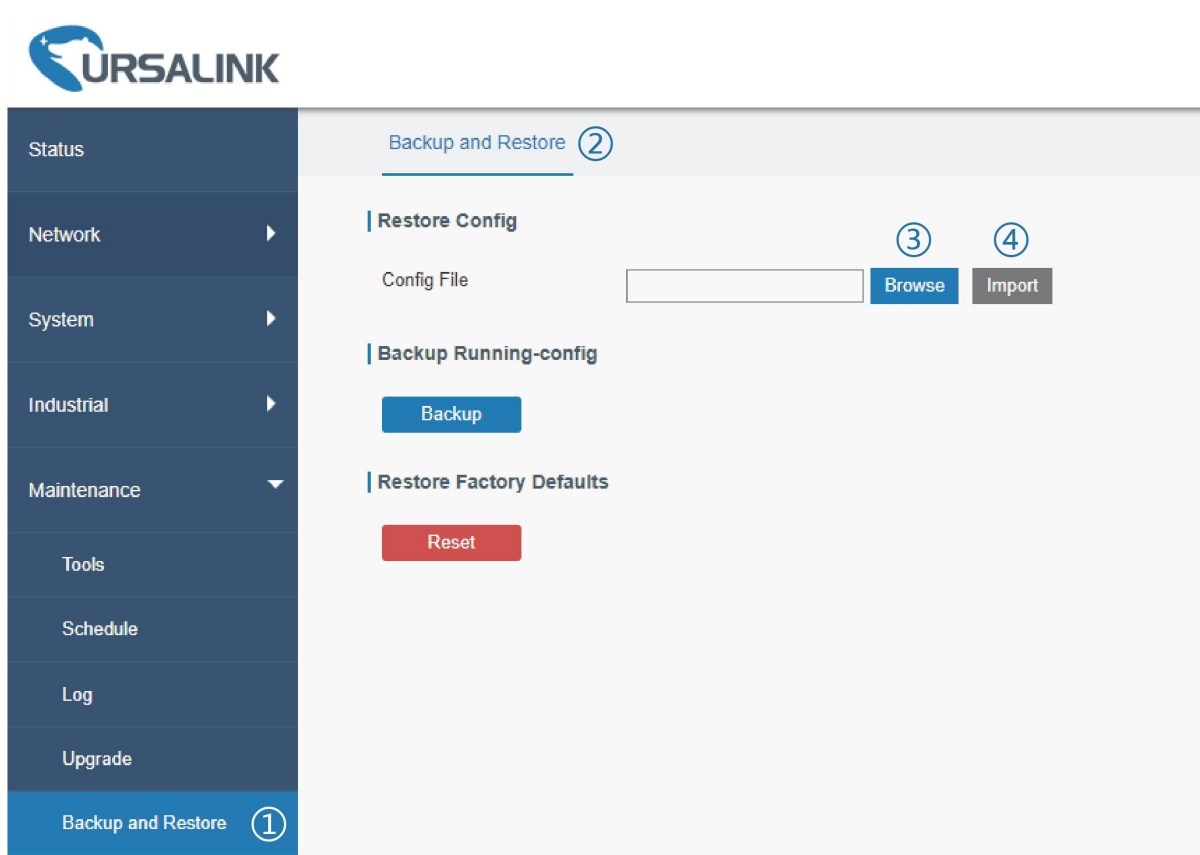 URSALINK
Status
Network
System
Industrial
Maintenance
Tools
Schedule
Log
Upgrade
Backup and Restore ①
Backup and Restore ②
Restore Config
③ ④
Config File Browse Import
Backup Running-config
Backup
Restore Factory Defaults
Reset